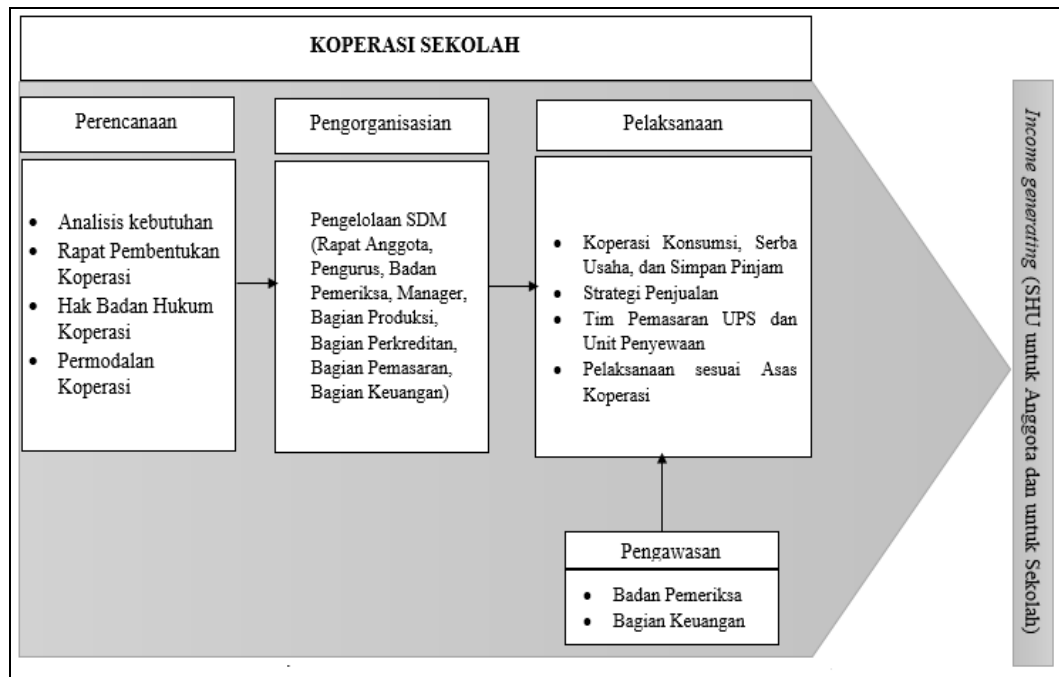 KOPERASI SEKOLAH
Perencanaan
• Analisis kebutuhan
• Rapat Pembentukan
Koperasi
• Hak Badan Hukum
Koperasi
• Permodalan
Koperasi
Pengorganisasian
Pengelolaan SDM
(Rapat Anggota,
Pengurus, Badan
Pemeriksa, Manager,
Bagian Produksi,
Bagian Perkreditan,
Bagian Pemasaran,
Bagian Keuangan)
Pelaksanaan
• Koperasi Konsumsi, Serba
Usaha, dan Simpan Pinjam
• Strategi Penjualan
• Tim Pemasaran UPS dan
Unit Penyewaan
• Pelaksanaan sesuai Asas
Koperasi
Pengawasan
• Badan Pemeriksa
• Bagian Keuangan
Income generating (SHU untuk Anggota dan untuk Sekolah)